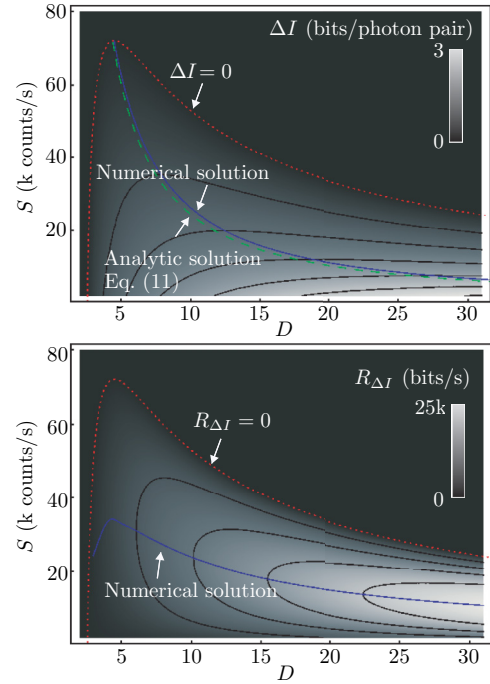 80
ΔI (bits/photon pair)
3
0
ΔI = 0
60
40
20
S (k counts/s)
Numerical solution
Analytic solution
Eq. (11)
5
10
15
20
25
30
D
80
R_ΔI (bits/s)
25k
0
R_ΔI = 0
60
40
20
S (k counts/s)
Numerical solution
5
10
15
20
25
30
D